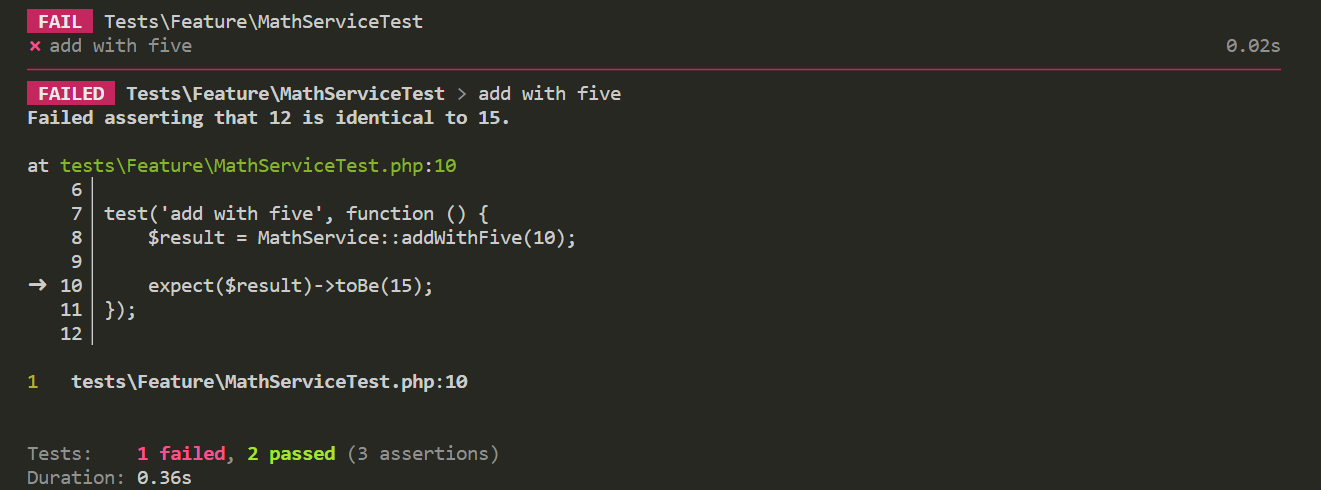 FAIL Tests\Feature\MathServiceTest
× add with five 0.02s
FAILED Tests\Feature\MathServiceTest > add with five
Failed asserting that 12 is identical to 15.
at tests\Feature\MathServiceTest.php:10
6
7 test('add with five', function () {
8 $result = MathService::addWithFive(10);
9
➜ 10 expect($result)->toBe(15);
11 });
12
1 tests\Feature\MathServiceTest.php:10
Tests: 1 failed, 2 passed (3 assertions)
Duration: 0.36s